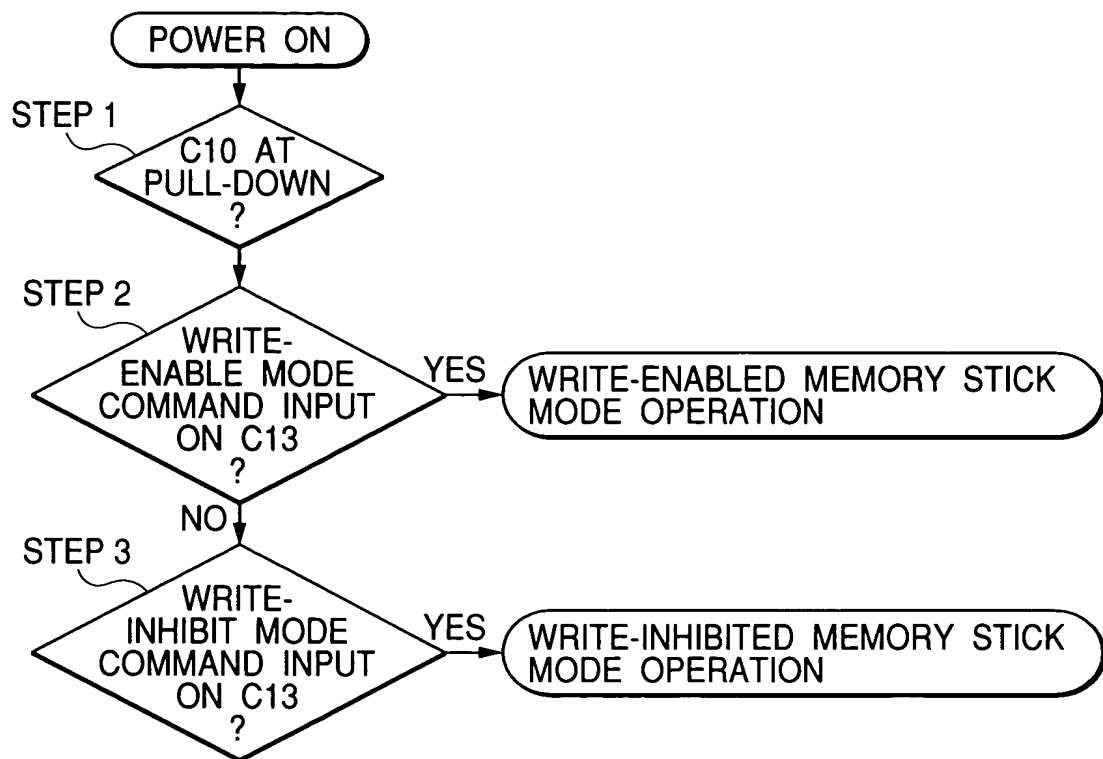 POWER ON
STEP 1
C10 AT
PULL-DOWN
?
STEP 2
WRITE-
ENABLE MODE
COMMAND INPUT
ON C13
?
YES
WRITE-ENABLED MEMORY STICK
MODE OPERATION
NO
STEP 3
WRITE-
INHIBIT MODE
COMMAND INPUT
ON C13
?
YES
WRITE-INHIBITED MEMORY STICK
MODE OPERATION